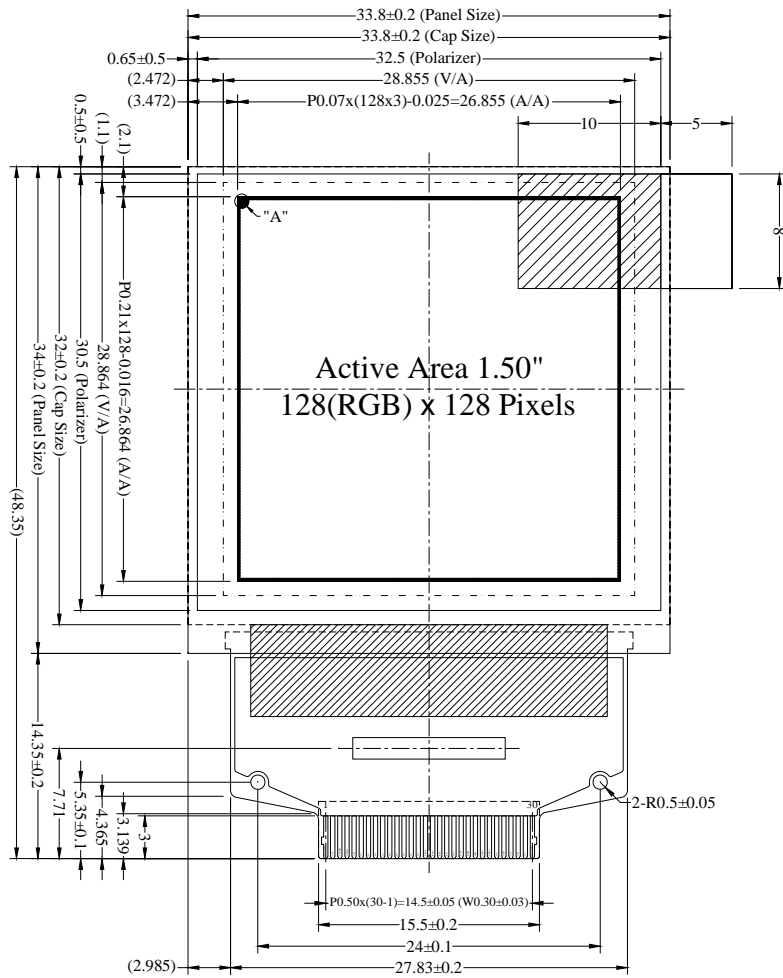 33.8±0.2 (Panel Size)
33.8±0.2 (Cap Size)
0.65±0.5
32.5 (Polarizer)
(2.472)
28.855 (V/A)
(3.472)
P0.07x(128x3)-0.025=26.855 (A/A)
0.5±0.5
(1.1)
(2.1)
10
5
8
"A"
P0.21x128-0.016=26.864 (A/A)
28.864 (V/A)
30.5 (Polarizer)
32±0.2 (Cap Size)
34±0.2 (Panel Size)
(48.35)
Active Area 1.50"
128(RGB) x 128 Pixels
14.35±0.2
7.71
5.35±0.1
4.365
3.139
3
30
2-R0.5±0.05
P0.50x(30-1)=14.5±0.05 (W0.30±0.03)
15.5±0.2
24±0.1
(2.985)
27.83±0.2